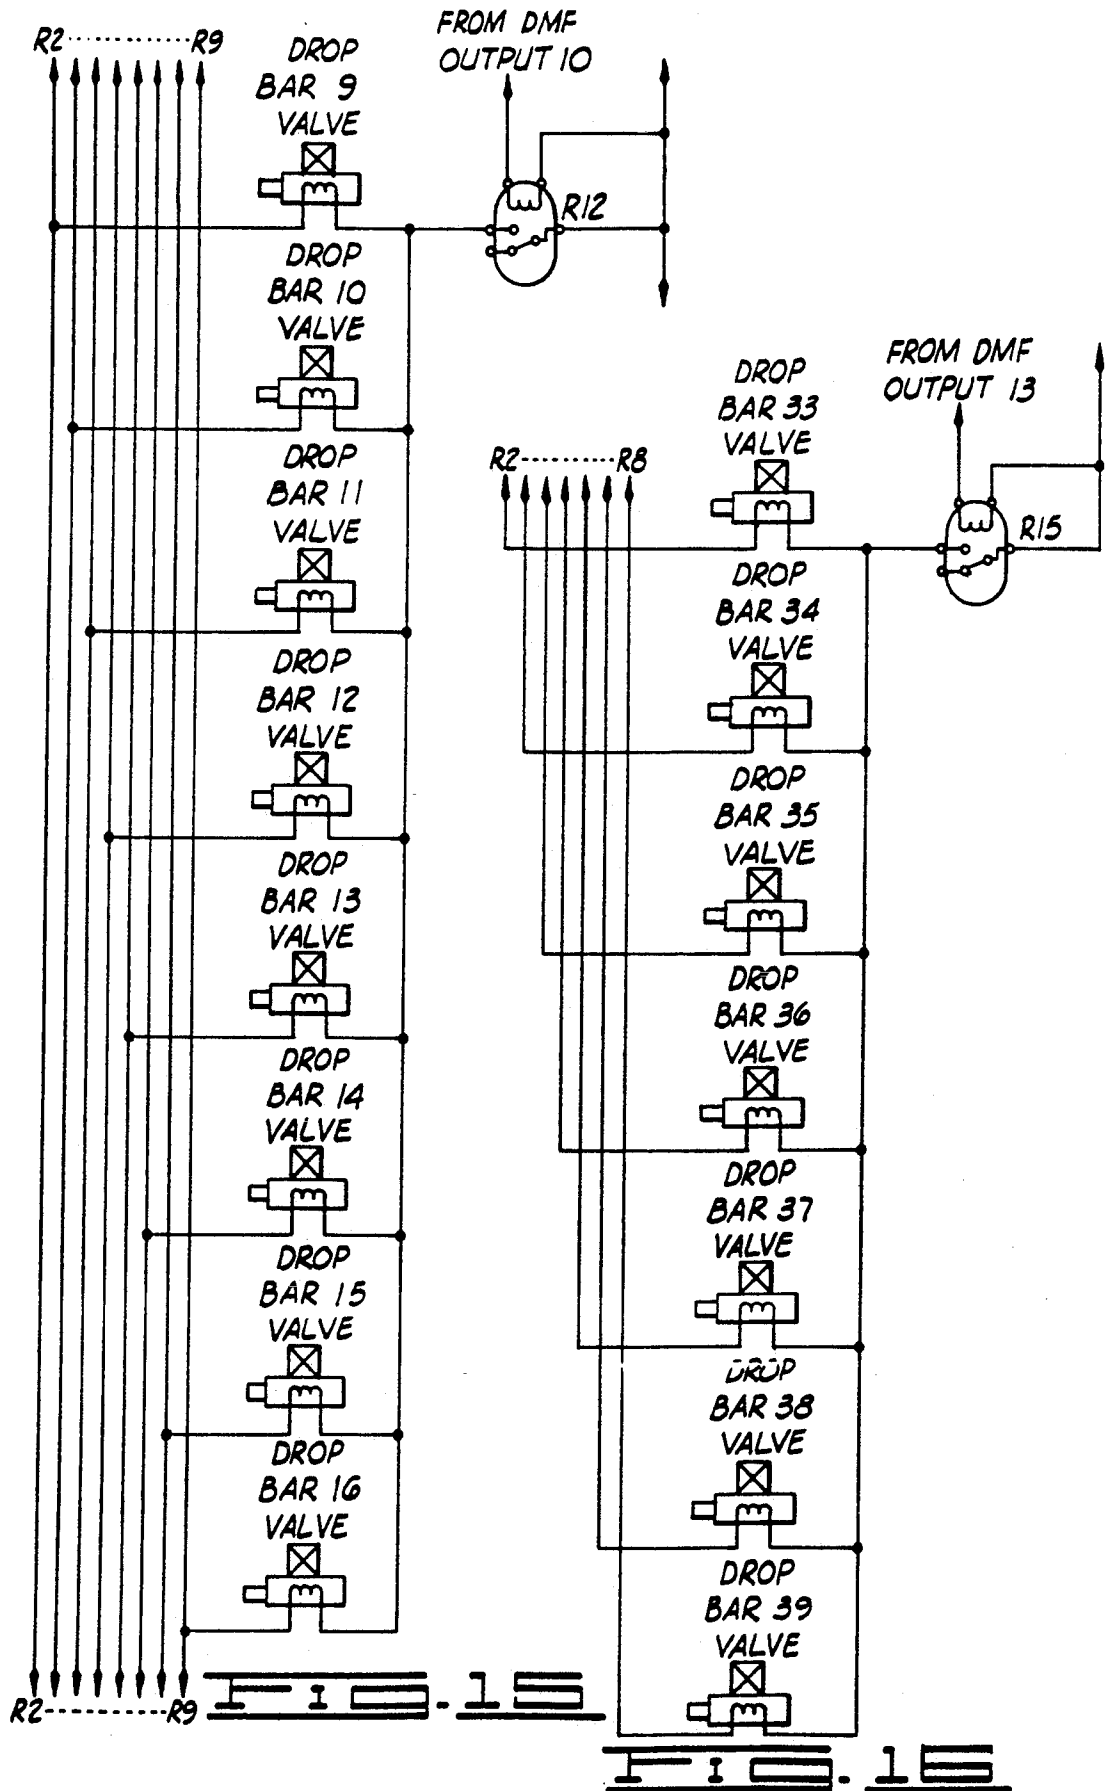 R2 R9
DROP
BAR 9
VALVE
FROM DMF
OUTPUT 10
R12
DROP
BAR 10
VALVE
DROP
BAR 11
VALVE
DROP
BAR 12
VALVE
DROP
BAR 13
VALVE
DROP
BAR 14
VALVE
DROP
BAR 15
VALVE
DROP
BAR 16
VALVE
R2 R9
FIG.15
R2 R8
DROP
BAR 33
VALVE
FROM DMF
OUTPUT 13
R15
DROP
BAR 34
VALVE
DROP
BAR 35
VALVE
DROP
BAR 36
VALVE
DROP
BAR 37
VALVE
DROP
BAR 38
VALVE
DROP
BAR 39
VALVE
FIG.16